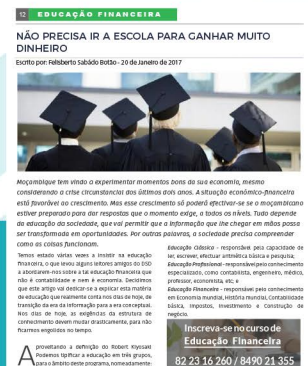 12 EDUCAÇÃO FINANCEIRA
NÃO PRECISA IR A ESCOLA PARA GANHAR MUITO
DINHEIRO
Escrito por: Felisberto Sabádo Botão - 20 de Janeiro de 2017
Moçambique tem vindo a experimentar momentos bons da sua economia, mesmo
considerando a crise circunstancial dos últimos dois anos. A situação económico-financeira
está favorável ao crescimento. Mas esse crescimento só poderá efectivar-se se o moçambicano
estiver preparado para dar respostas que o momento exige, a todos os níveis. Tudo depende
da educação da sociedade, que vai permitir que a informação que lhe chegar em mãos possa
ser transformada em oportunidades. Por outras palavras, a sociedade precisa compreender
como as coisas funcionam.
Temos estado várias vezes a insistir na educação
financeira, o que levou alguns leitores amigos do DSD
a abordarem-nos sobre a tal educação financeira que
não é contabilidade e nem é economia. Decidimos
que este artigo vai dedicar-se a explicar esta matéria
de educação que realmente conta nos dias de hoje, de
transição da era da informação para a era conceptual.
Nos dias de hoje, as exigências da estrutura de
conhecimento devem mudar drasticamente, para não
ficarmos engolidos no tempo.
Aproveitando a definição do Robert Kiyosaki
Podemos tipificar a educação em três grupos,
para o âmbito deste programa, nomeadamente:
Educação Clássica - responsável pela capacidade de
ler, escrever, efectuar aritmética básica e pesquisa.
Educação Profissional - responsável pelo conhecimento
especializado, como contabilista, engenheiro, médico,
professor, economista, etc; e
Educação Financeira - responsável pelo conhecimento
em Economia mundial, História mundial, Contabilidade
básica, Impostos, Investimento e Construção de
negócio.
Inscreva-se no curso de
Educação Financeira
82 23 16 260 / 8490 21 355